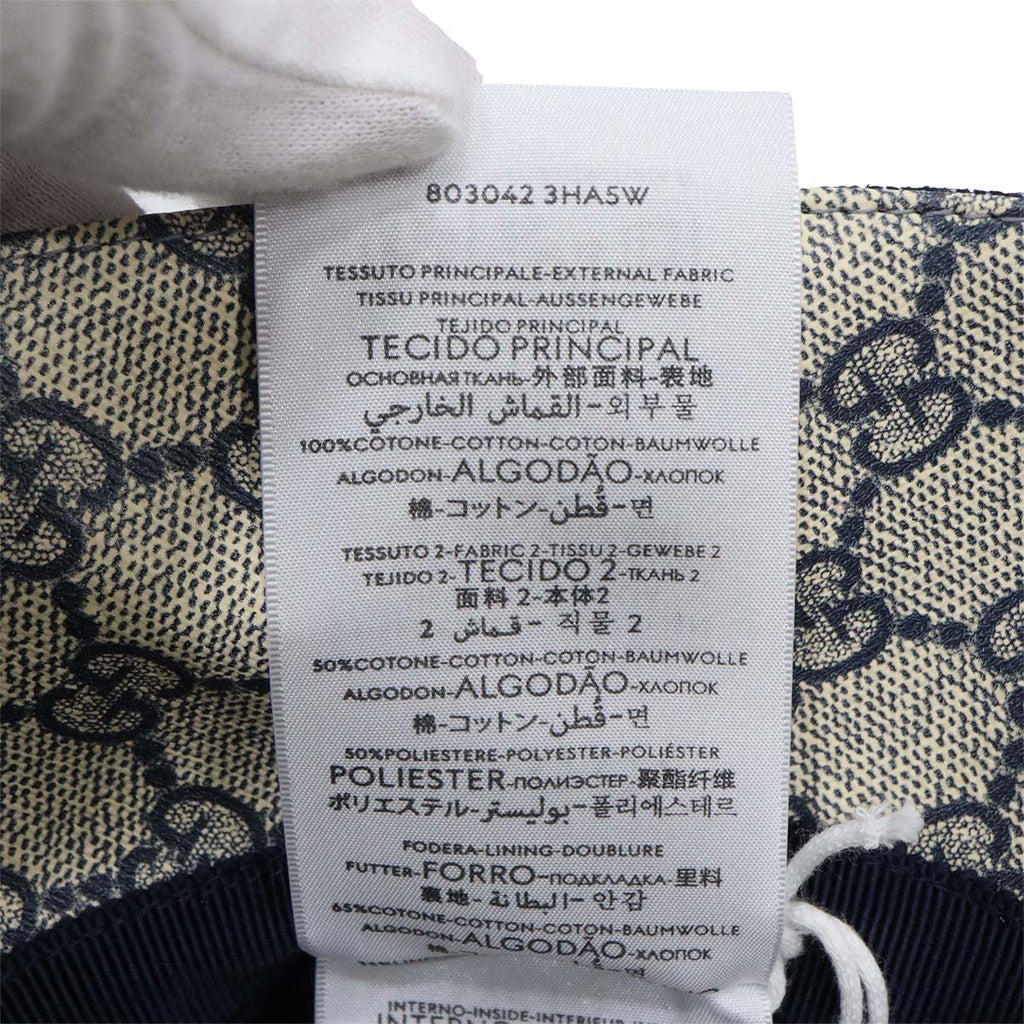 803042 3HA5W
TESSUTO PRINCIPALE-EXTERNAL FABRIC
TISSU PRINCIPAL-AUSSENGEWEBE
TEJIDO PRINCIPAL
TECIDO PRINCIPAL
ОСНОВНАЯ ТКАНЬ-外部面料-表地
القماش الخارجي-외부물
100%COTONE-COTTON-COTON-BAUMWOLLE
ALGODON-ALGODÃO-ХЛОПОК
棉-コットン-قُطن-면
TESSUTO 2-FABRIC 2-TISSU 2-GEWEBE 2
TEJIDO 2-TECIDO 2-ТКАНЬ 2
面料 2-本体2
قماش 2 - 직물 2
50%COTONE-COTTON-COTON-BAUMWOLLE
ALGODON-ALGODÃO-ХЛОПОК
棉-コットン-قُطن-면
50%POLIESTERE-POLYESTER-POLIÉSTER
POLIESTER-ПОЛИЭСТЕР-聚酯纤维
ポリエステル-بوليستر-폴리에스테르
FODERA-LINING-DOUBLURE
FUTTER-FORRO-ПОДКЛАДКА-里料
裏地-البطانة-안감
65%COTONE-COTTON-COTON-BAUMWOLLE
ALGODON-ALGODÃO-ХЛОПОК
INTERNO-INSIDE-INTERIEUR